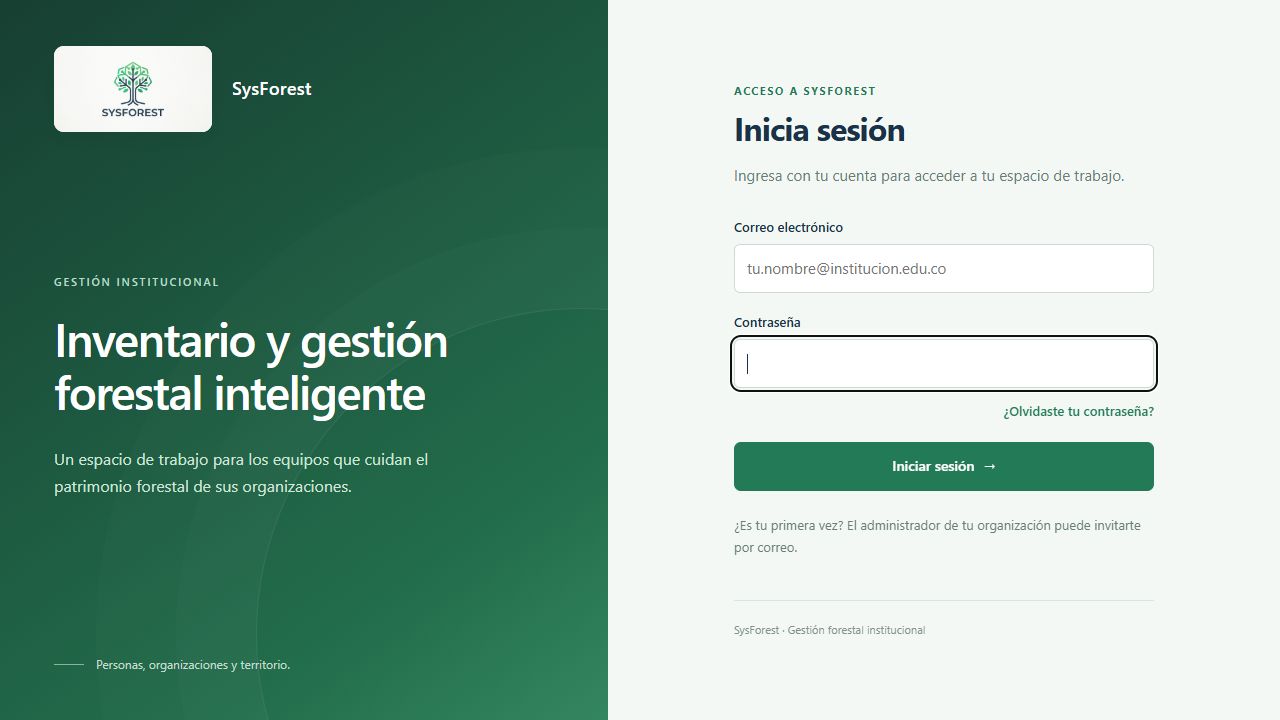 SYSFOREST
SysForest
GESTIÓN INSTITUCIONAL
Inventario y gestión
forestal inteligente
Un espacio de trabajo para los equipos que cuidan el
patrimonio forestal de sus organizaciones.
Personas, organizaciones y territorio.
ACCESO A SYSFOREST
Inicia sesión
Ingresa con tu cuenta para acceder a tu espacio de trabajo.
Correo electrónico
tu.nombre@institucion.edu.co
Contraseña
¿Olvidaste tu contraseña?
Iniciar sesión →
¿Es tu primera vez? El administrador de tu organización puede invitarte
por correo.
SysForest · Gestión forestal institucional